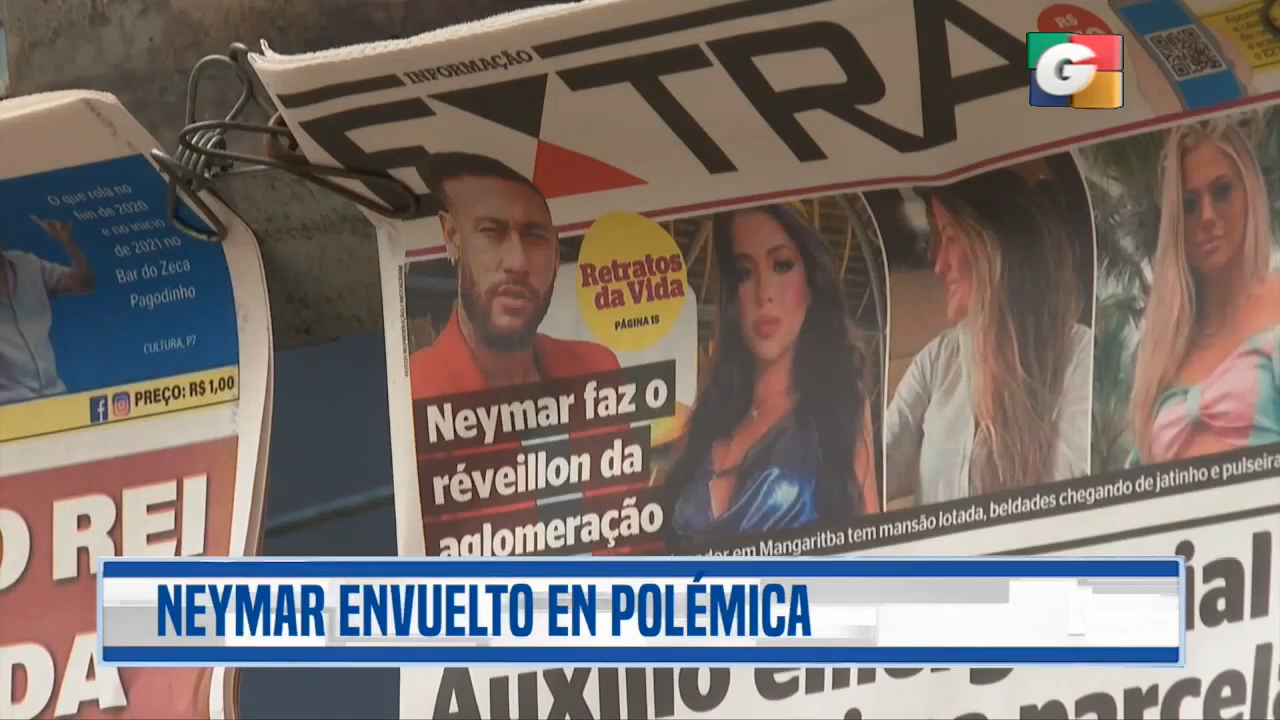 INFORMAÇÃO
EXTRA
R$
G
O que rola no
fim de 2020
e no início
de 2021 no
Bar do Zeca
Pagodinho
CULTURA, P7
PREÇO: R$ 1,00
O REI
DA
Retratos
da Vida
PÁGINA 15
Neymar faz o
réveillon da
aglomeração
em Mangaritba tem mansão lotada, beldades chegando de jatinho e pulseira
NEYMAR ENVUELTO EN POLÉMICA
ial
Auxílio
parcela